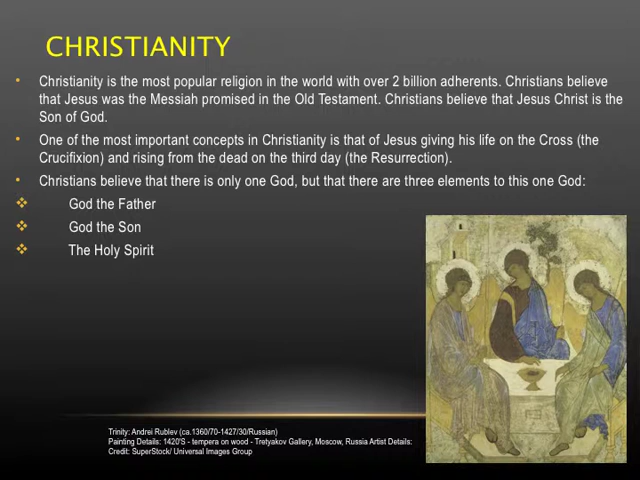 CHRISTIANITY
• Christianity is the most popular religion in the world with over 2 billion adherents. Christians believe
that Jesus was the Messiah promised in the Old Testament. Christians believe that Jesus Christ is the
Son of God.
• One of the most important concepts in Christianity is that of Jesus giving his life on the Cross (the
Crucifixion) and rising from the dead on the third day (the Resurrection).
• Christians believe that there is only one God, but that there are three elements to this one God:
❖ God the Father
❖ God the Son
❖ The Holy Spirit
Trinity: Andrei Rublev (ca.1360/70-1427/30/Russian)
Painting Details: 1420'S - tempera on wood - Tretyakov Gallery, Moscow, Russia Artist Details:
Credit: SuperStock/ Universal Images Group